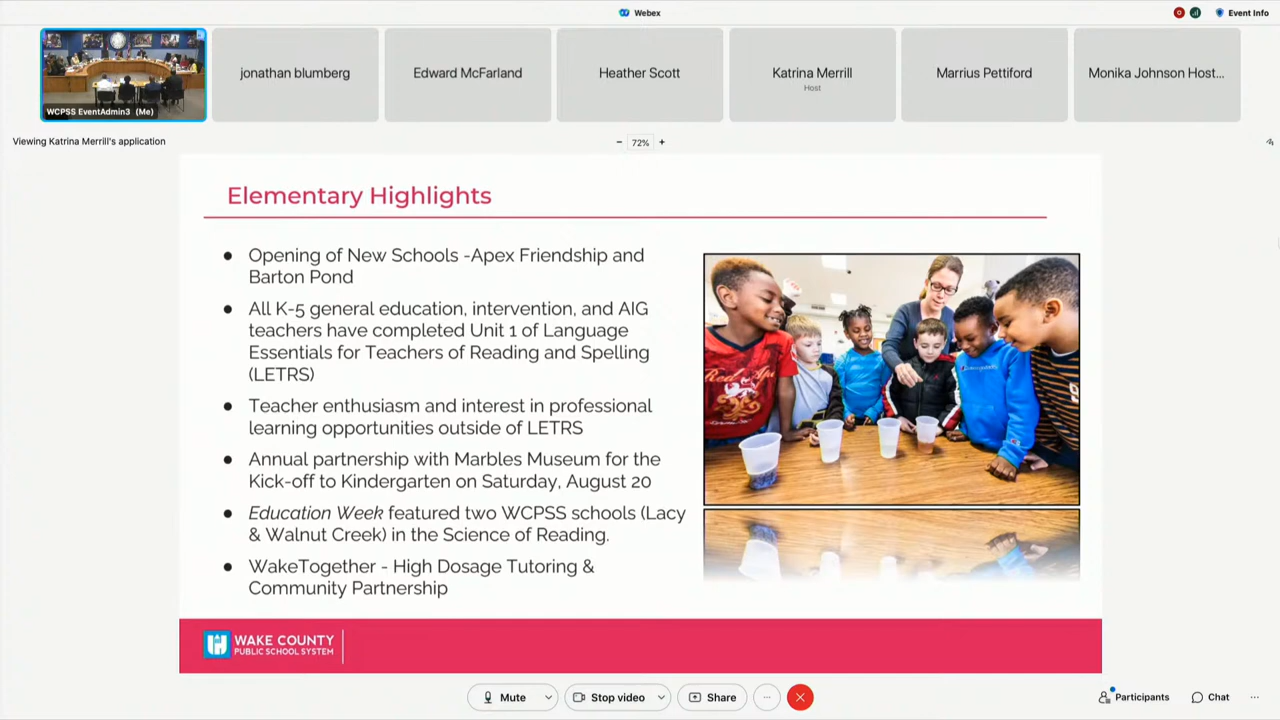 Webex
Event Info
WCPSS EventAdmin3 (Me)
jonathan blumberg
Edward McFarland
Heather Scott
Katrina Merrill
Host
Marrius Pettiford
Monika Johnson Host...
Viewing Katrina Merrill's application
− 72% +
Elementary Highlights
● Opening of New Schools -Apex Friendship and
Barton Pond
● All K-5 general education, intervention, and AIG
teachers have completed Unit 1 of Language
Essentials for Teachers of Reading and Spelling
(LETRS)
● Teacher enthusiasm and interest in professional
learning opportunities outside of LETRS
● Annual partnership with Marbles Museum for the
Kick-off to Kindergarten on Saturday, August 20
● Education Week featured two WCPSS schools (Lacy
& Walnut Creek) in the Science of Reading.
● WakeTogether - High Dosage Tutoring &
Community Partnership
WAKE COUNTY
PUBLIC SCHOOL SYSTEM
Mute
Stop video
Share
Participants
Chat